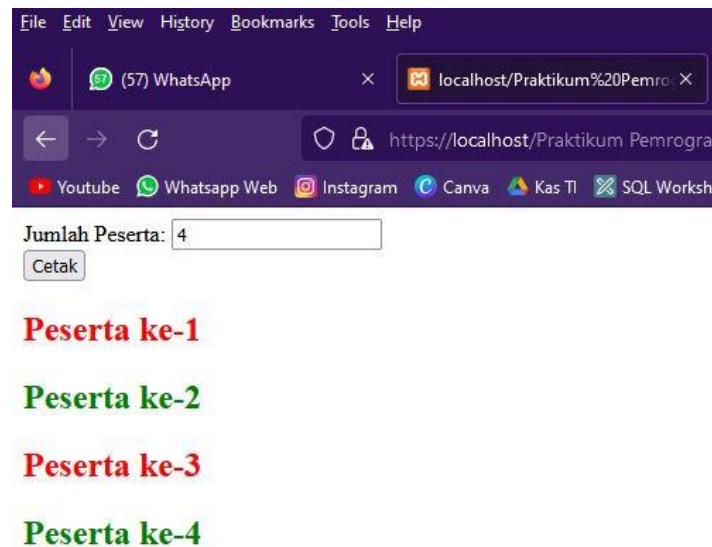 File Edit View History Bookmarks Tools Help
57 (57) WhatsApp × localhost/Praktikum%20Pemro ×
https://localhost/Praktikum Pemrogra
Youtube Whatsapp Web Instagram Canva Kas TI SQL Worksh
Jumlah Peserta: 4
Cetak
Peserta ke-1
Peserta ke-2
Peserta ke-3
Peserta ke-4